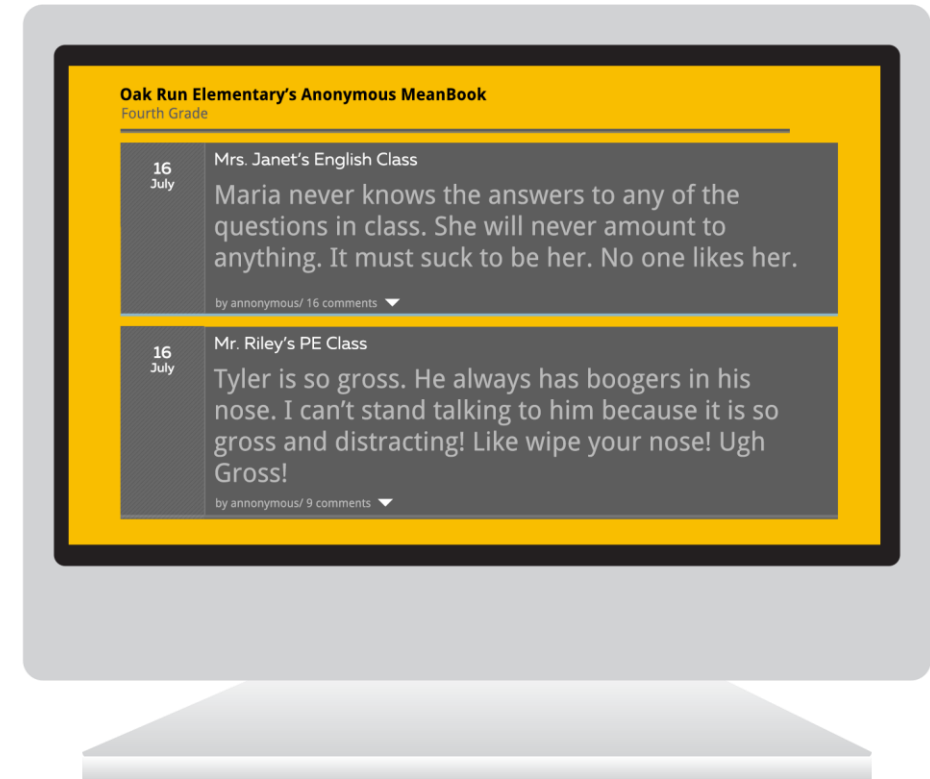 Oak Run Elementary’s Anonymous MeanBook
Fourth Grade
16
July
Mrs. Janet’s English Class
Maria never knows the answers to any of the
questions in class. She will never amount to
anything. It must suck to be her. No one likes her.
by annonymous/ 16 comments
16
July
Mr. Riley’s PE Class
Tyler is so gross. He always has boogers in his
nose. I can’t stand talking to him because it is so
gross and distracting! Like wipe your nose! Ugh
Gross!
by annonymous/ 9 comments